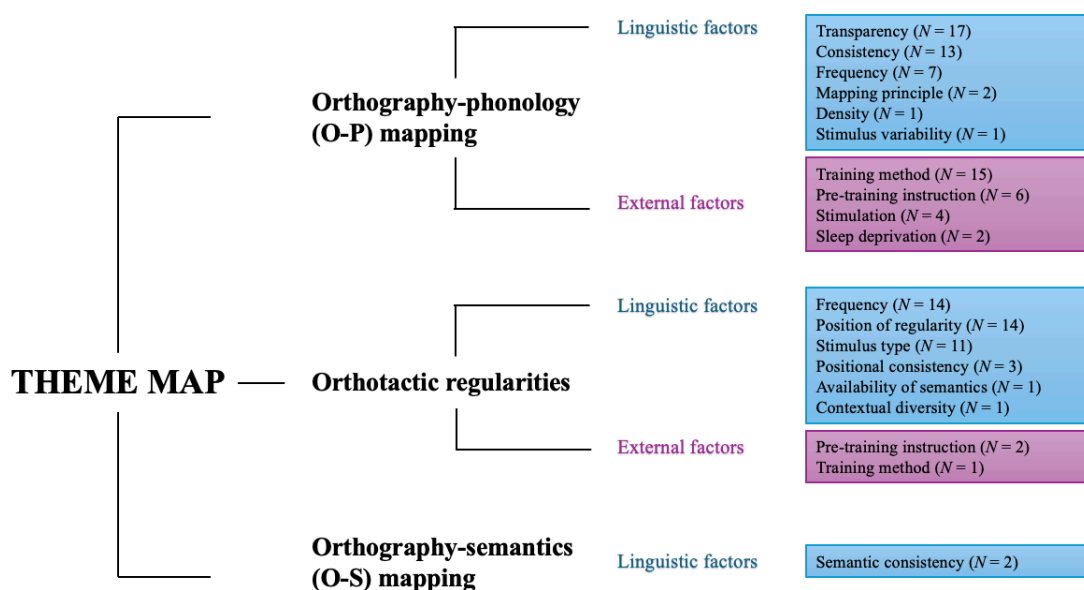 Linguistic factors
Transparency (N = 17)
Consistency (N = 13)
Frequency (N = 7)
Mapping principle (N = 2)
Density (N = 1)
Stimulus variability (N = 1)
Orthography-phonology
(O-P) mapping
External factors
Training method (N = 15)
Pre-training instruction (N = 6)
Stimulation (N = 4)
Sleep deprivation (N = 2)
THEME MAP
Orthotactic regularities
Linguistic factors
Frequency (N = 14)
Position of regularity (N = 14)
Stimulus type (N = 11)
Positional consistency (N = 3)
Availability of semantics (N = 1)
Contextual diversity (N = 1)
External factors
Pre-training instruction (N = 2)
Training method (N = 1)
Orthography-semantics
(O-S) mapping
Linguistic factors
Semantic consistency (N = 2)